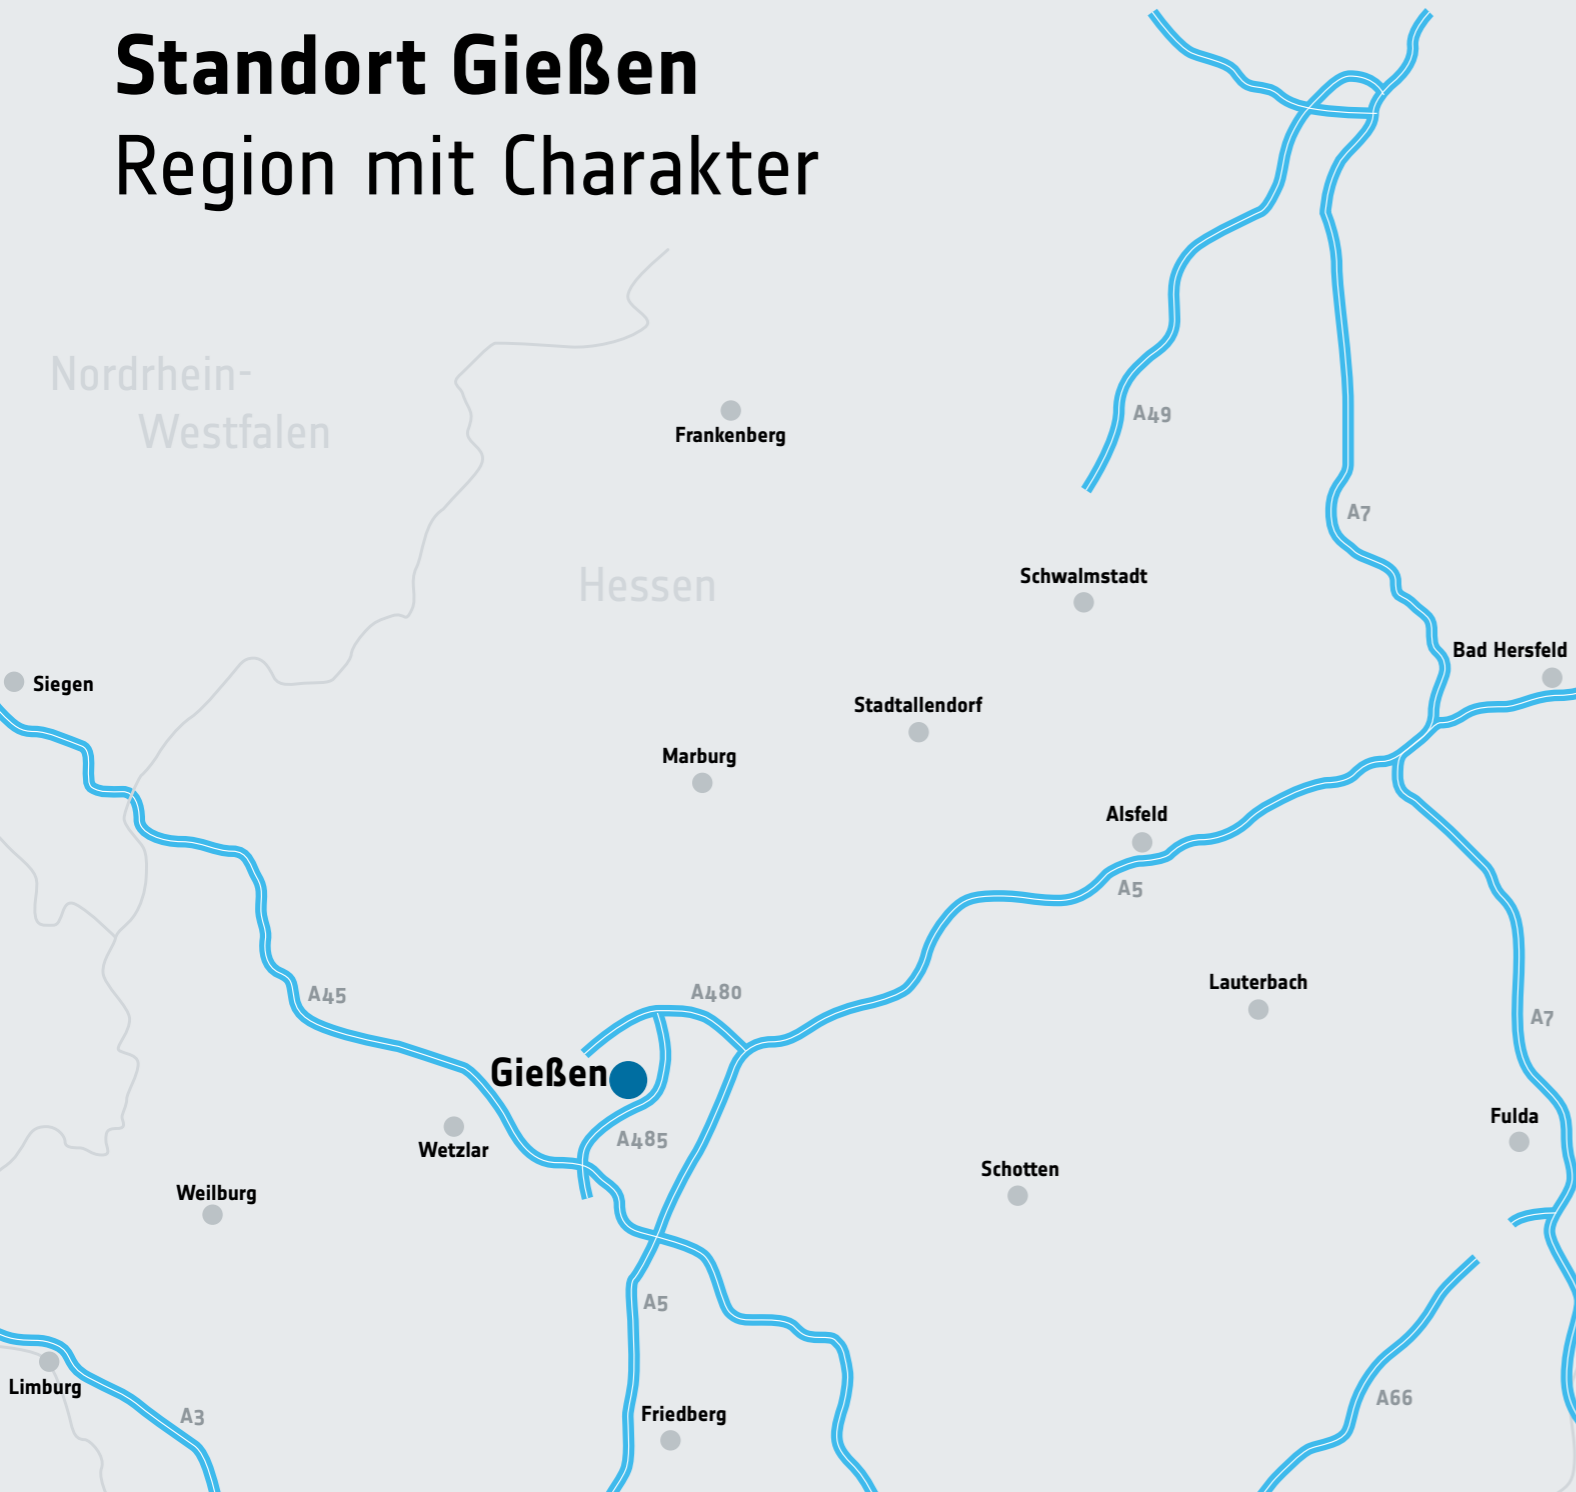 Standort Gießen
Region mit Charakter
Nordrhein-
Westfalen
Frankenberg
A49
A7
Hessen
Schwalmstadt
Bad Hersfeld
Siegen
Stadtallendorf
Marburg
Alsfeld
A5
Lauterbach
A45
A480
A7
Gießen
Fulda
Wetzlar
A485
Schotten
Weilburg
A5
Limburg
A66
A3
Friedberg